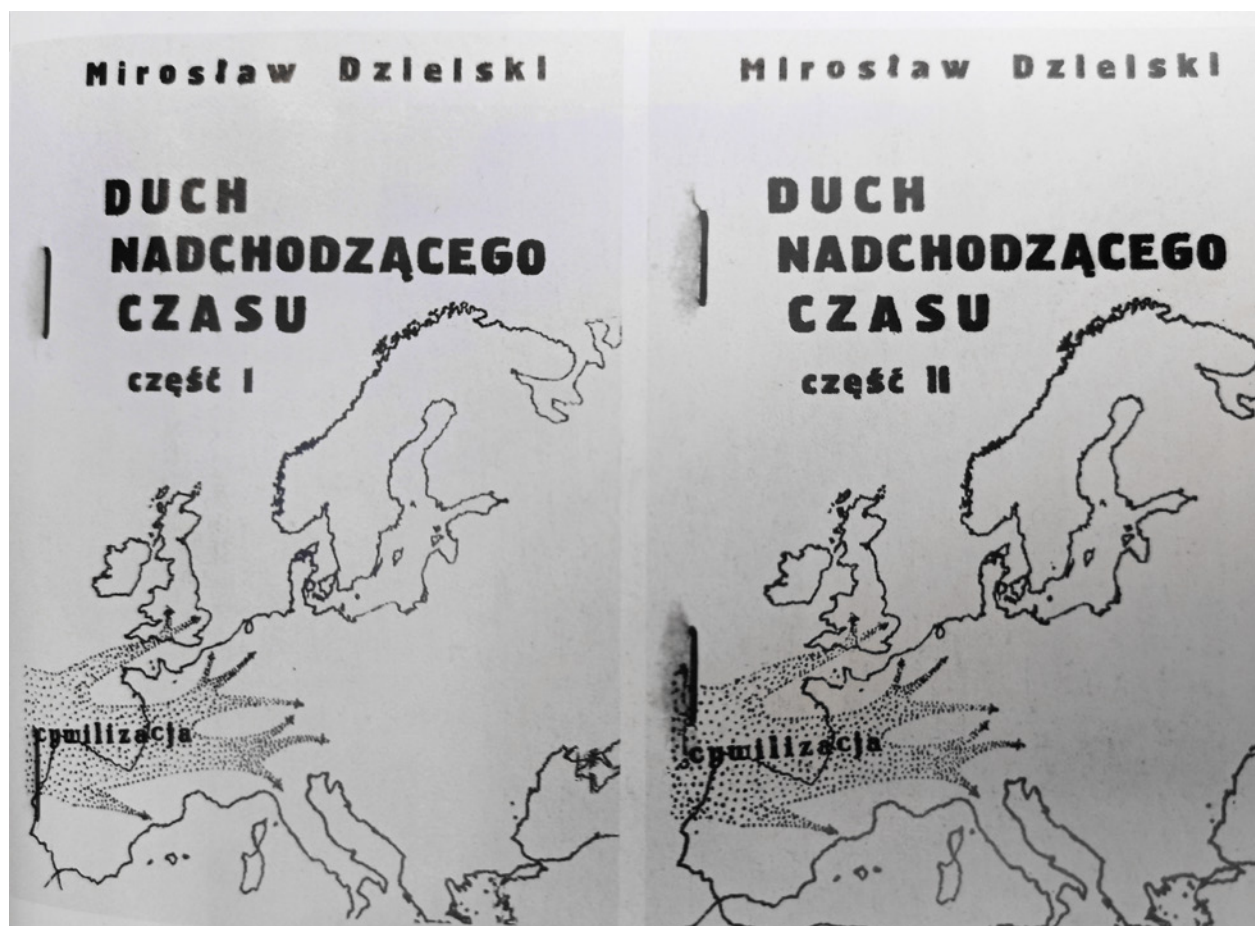 Mirosław Dzielski
DUCH
NADCHODZĄCEGO
CZASU
część I
cywilizacja
Mirosław Dzielski
DUCH
NADCHODZĄCEGO
CZASU
część II
cywilizacja